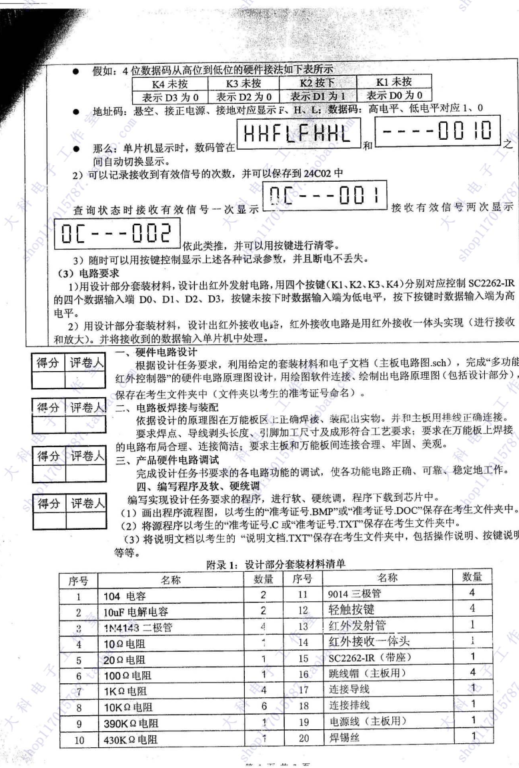 ● 假如：4 位数据码从高位到低位的硬件接法如下表所示
K4 未按 K3 未按 K2 按下 K1 未按
表示 D3 为 0 表示 D2 为 0 表示 D1 为 1 表示 D0 为 0
● 地址码：悬空、接正电源、接地对应显示 F、H、L；数据码：高电平、低电平对应 1、0
● 那么：单片机显示时，数码管在 HHFLFHHL 和 ----0010 之
间自动切换显示。
2）可以记录接收到有效信号的次数，并可以保存到 24C02 中
查询状态时接收有效信号一次显示 0C---001 接收有效信号两次显示
0C---002 依此类推，并可以用按键进行清零。
3）随时可以用按键控制显示上述各种记录参数，并且断电不丢失。
（3）电路要求
1)用设计部分套装材料，设计出红外发射电路，用四个按键(K1、K2、K3、K4）分别对应控制 SC2262-IR
的四个数据输入端 D0、D1、D2、D3，按键未按下时数据输入端为低电平，按下按键时数据输入端为高
电平。
2）用设计部分套装材料，设计出红外接收电路，红外接收电路是用红外接收一体头实现（进行接收
和放大）。并将接收到的数据输入单片机中处理。
得分 评卷人
一、硬件电路设计
根据设计任务要求，利用给定的套装材料和电子文档（主板电路图.sch），完成“多功能
红外控制器”的硬件电路原理图设计，用绘图软件连接、绘制出电路原理图（包括设计部分），
保存在考生文件夹中（文件夹以考生的准考证号命名）。
得分 评卷人
二、电路板焊接与装配
依据设计的原理图在万能板区上正确焊接、装配出实物。并和主板用排线正确连接。
要求焊点、导线剥头长度、引脚加工尺寸及成形符合工艺要求；要求在万能板上焊接
的电路布局合理、连接简洁；要求主板和万能板间连接合理、牢固、美观。
得分 评卷人
三、产品硬件电路调试
完成设计任务书要求的各电路功能的调试，使各功能电路正确、可靠、稳定地工作。
得分 评卷人
四、编写程序及软、硬统调
编写实现设计任务要求的程序，进行软、硬统调，程序下载到芯片中。
（1）画出程序流程图，以考生的“准考证号.BMP”或“准考证号.DOC”保存在考生文件夹中。
（2）将源程序以考生的“准考证号.C 或“准考证号.TXT”保存在考生文件夹中。
（3）将说明文档以考生的 “说明文档.TXT”保存在考生文件夹中，包括操作说明、按键说明
等等。
附录 1：设计部分套装材料清单
序号 名称 数量 序号 名称 数量
1 104 电容 2 11 9014 三极管 4
2 10uF 电解电容 2 12 轻触按键 4
3 1N4148 二极管 4 13 红外发射管 1
4 10Ω电阻 1 14 红外接收一体头 1
5 20Ω电阻 1 15 SC2262-IR（带座） 1
6 100Ω电阻 1 16 跳线帽（主板用） 4
7 1KΩ电阻 4 17 连接导线 1
8 10KΩ电阻 6 18 连接排线 1
9 390KΩ电阻 1 19 电源线（主板用） 1
10 430KΩ电阻 1 20 焊锡丝 1